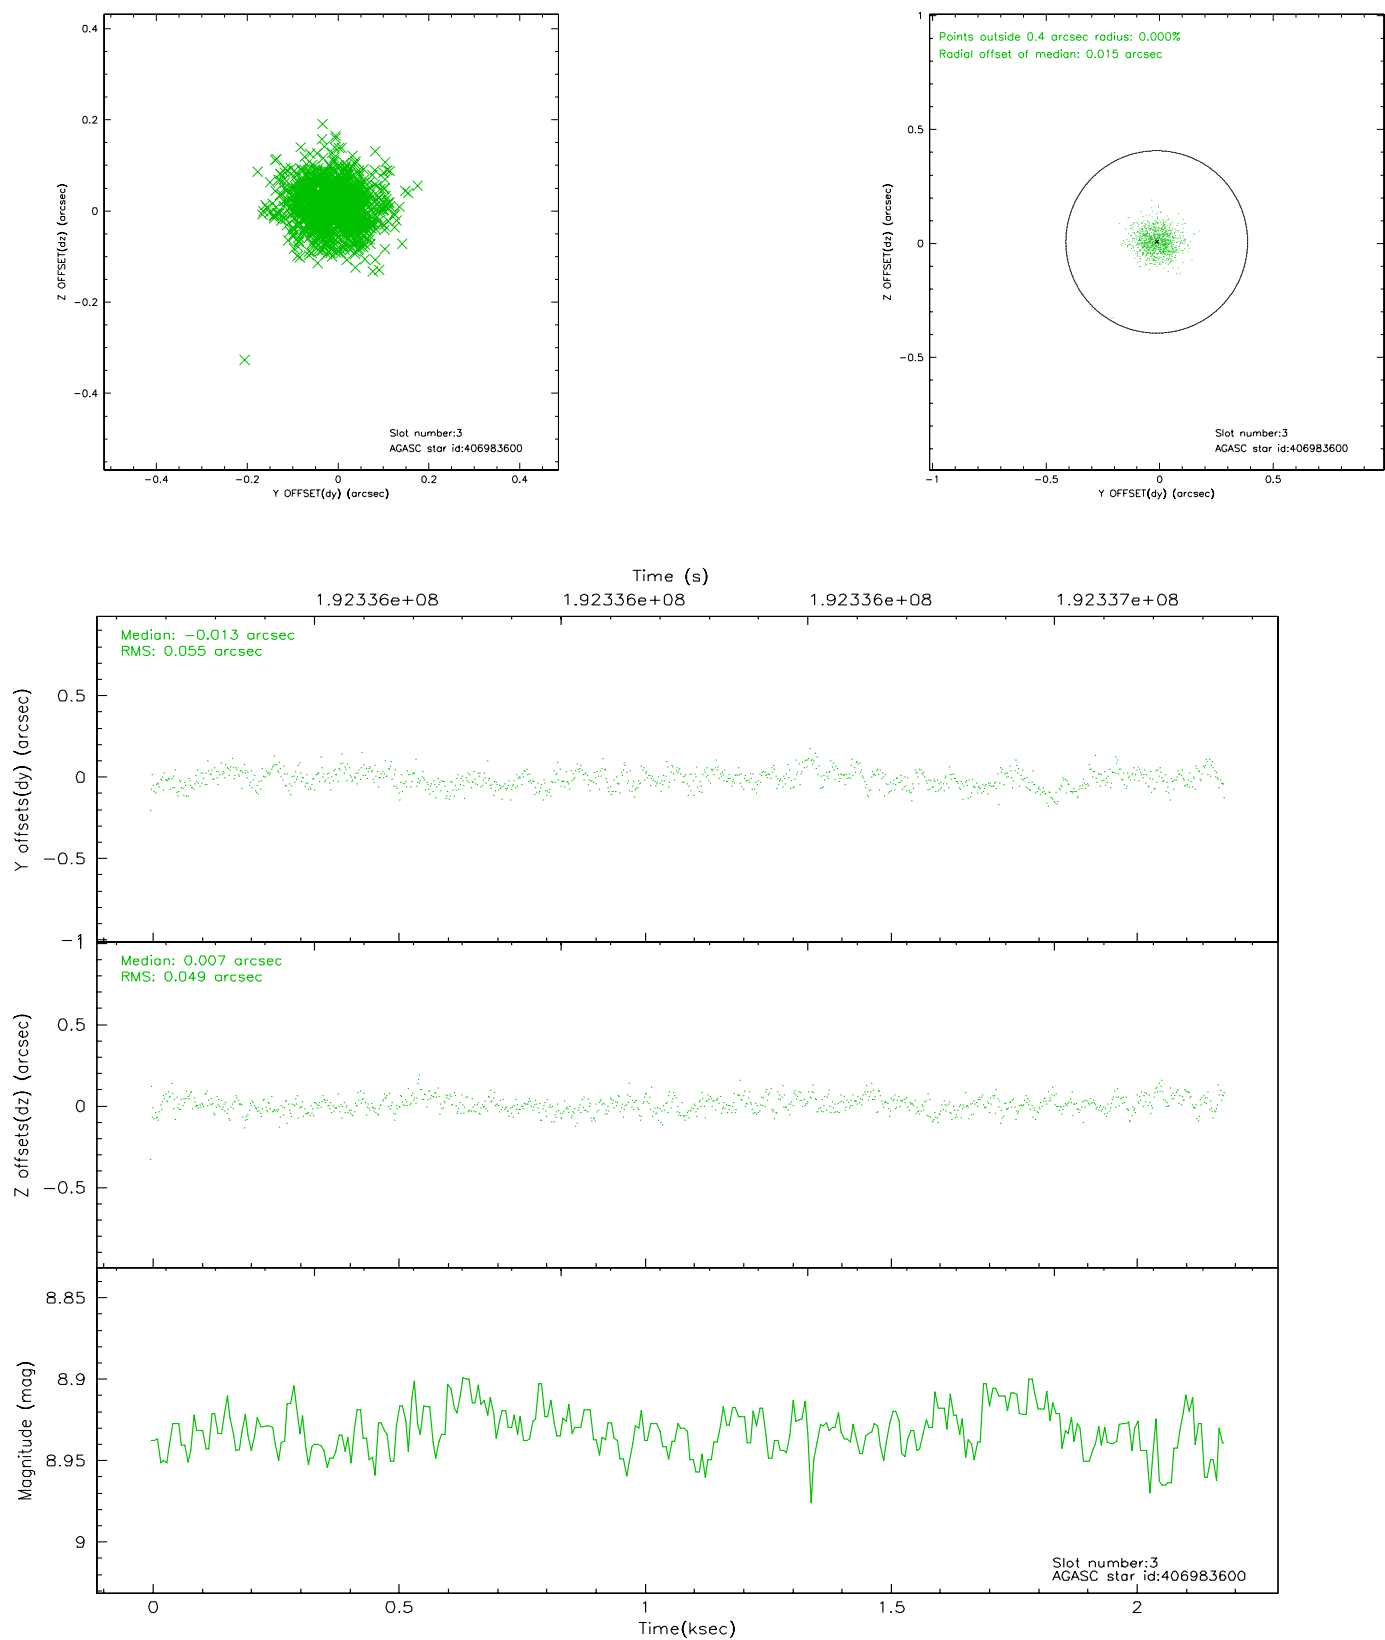 0.4
0.2
0
-0.2
-0.4
Z OFFSET(dz) (arcsec)
Slot number:3
AGASC star id:406983600
-0.4 -0.2 0 0.2 0.4
Y OFFSET(dy) (arcsec)
1
0.5
0
-0.5
Z OFFSET(dz) (arcsec)
Points outside 0.4 arcsec radius: 0.000%
Radial offset of median: 0.015 arcsec
Slot number:3
AGASC star id:406983600
-1 -0.5 0 0.5
Y OFFSET(dy) (arcsec)
Time (s)
1.92336e+08 1.92336e+08 1.92336e+08 1.92337e+08
Median: -0.013 arcsec
RMS: 0.055 arcsec
0.5
0
-0.5
-1
Y offsets(dy) (arcsec)
1
Median: 0.007 arcsec
RMS: 0.049 arcsec
0.5
0
-0.5
Z offsets(dz) (arcsec)
8.85
8.9
8.95
9
Magnitude (mag)
Slot number:3
AGASC star id:406983600
0 0.5 1 1.5 2
Time(ksec)